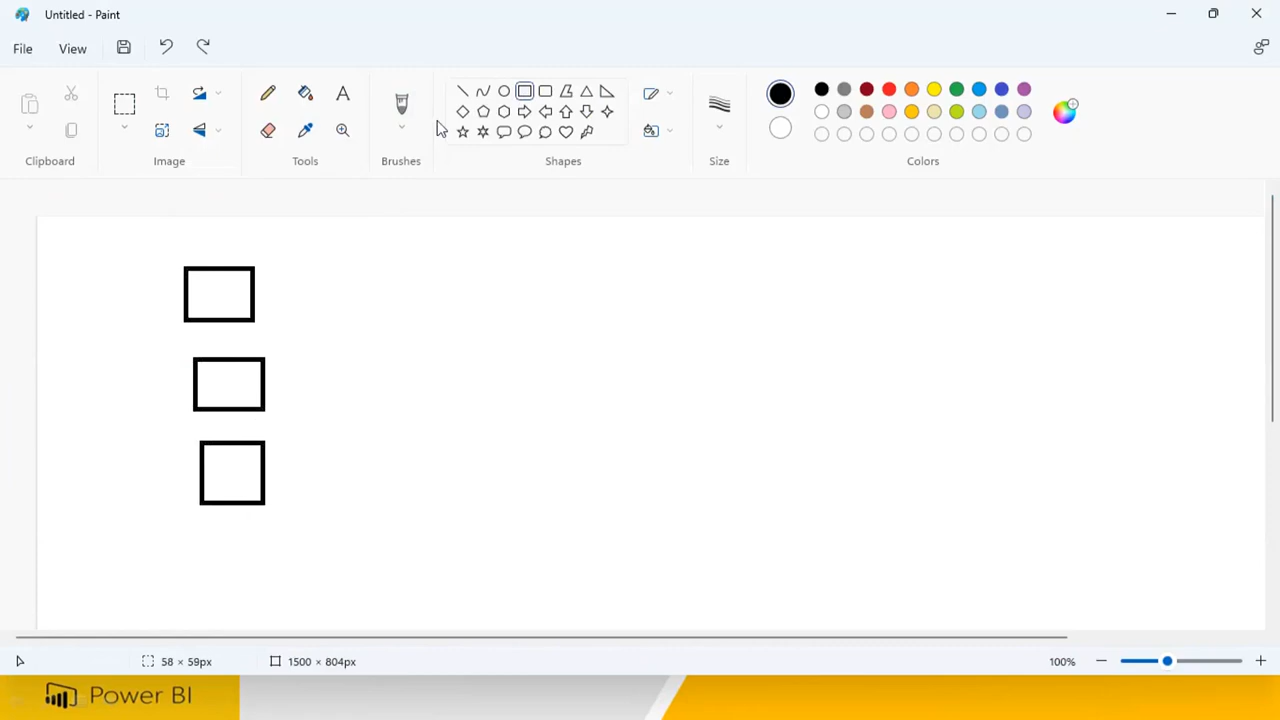 Untitled - Paint
File View
Clipboard Image Tools Brushes Shapes Size Colors
58 × 59px 1500 × 804px 100%
Power BI